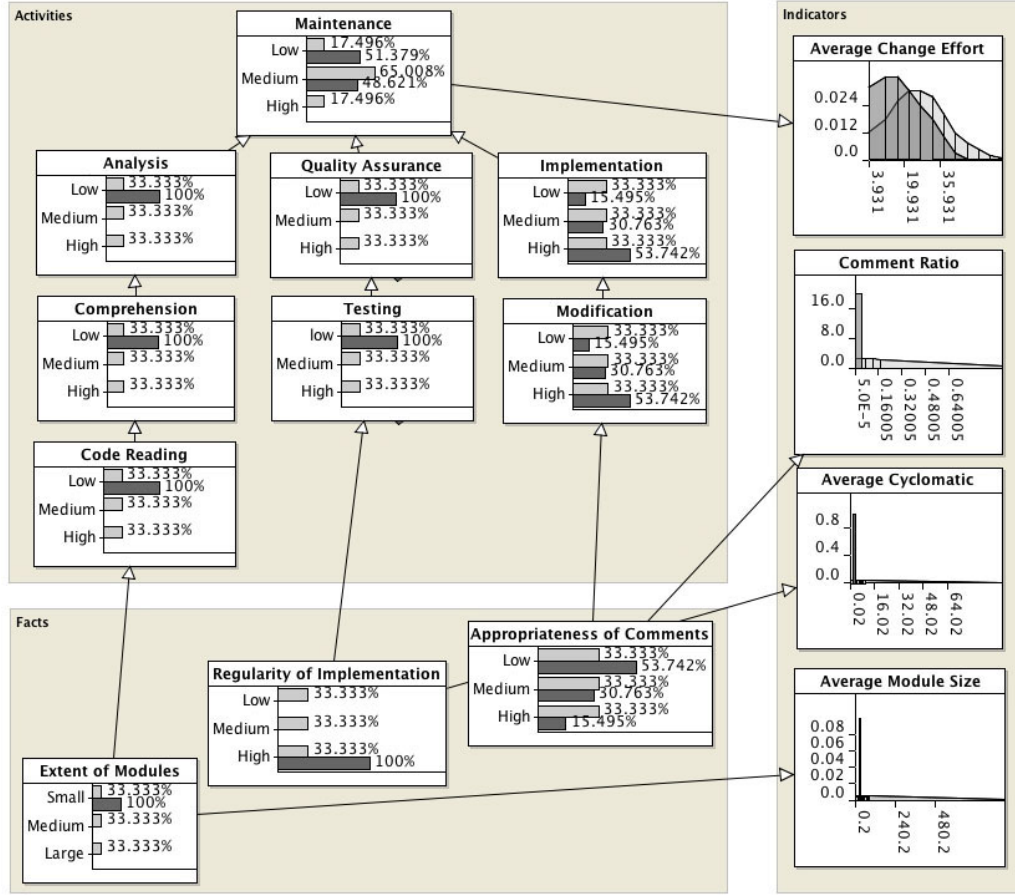 Activities
Maintenance
Low 17.496%
51.379%
Medium 65.008%
48.621%
High 17.496%
Analysis
Low 33.333%
100%
Medium 33.333%
High 33.333%
Quality Assurance
Low 33.333%
100%
Medium 33.333%
High 33.333%
Implementation
Low 33.333%
15.495%
Medium 33.333%
30.763%
High 33.333%
53.742%
Comprehension
Low 33.333%
100%
Medium 33.333%
High 33.333%
Testing
low 33.333%
100%
Medium 33.333%
High 33.333%
Modification
Low 33.333%
15.495%
Medium 33.333%
30.763%
High 33.333%
53.742%
Code Reading
Low 33.333%
100%
Medium 33.333%
High 33.333%
Facts
Appropriateness of Comments
Low 33.333%
53.742%
Medium 33.333%
30.763%
High 33.333%
15.495%
Regularity of Implementation
Low 33.333%
Medium 33.333%
High 33.333%
100%
Extent of Modules
Small 33.333%
100%
Medium 33.333%
Large 33.333%
Indicators
Average Change Effort
0.024
0.012
0.0
3.931
19.931
35.931
Comment Ratio
16.0
8.0
0.0
5.0E-5
0.16005
0.32005
0.48005
0.64005
Average Cyclomatic
0.8
0.4
0.0
0.02
16.02
32.02
48.02
64.02
Average Module Size
0.08
0.06
0.04
0.02
0.0
0.2
240.2
480.2